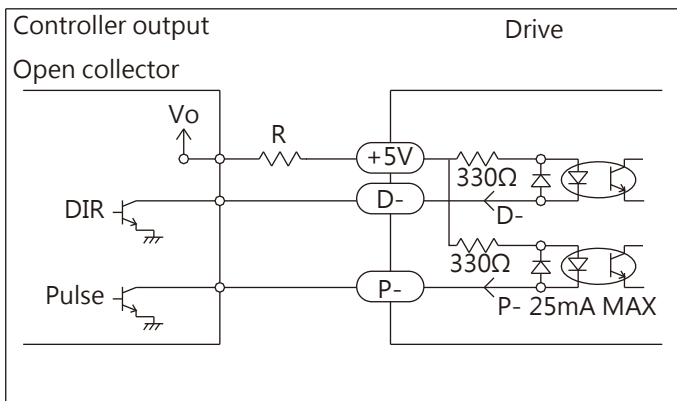 Controller output
Drive
Open collector
Vo
R
+5V
330Ω
D-
DIR
D-
330Ω
Pulse
P-
P- 25mA MAX